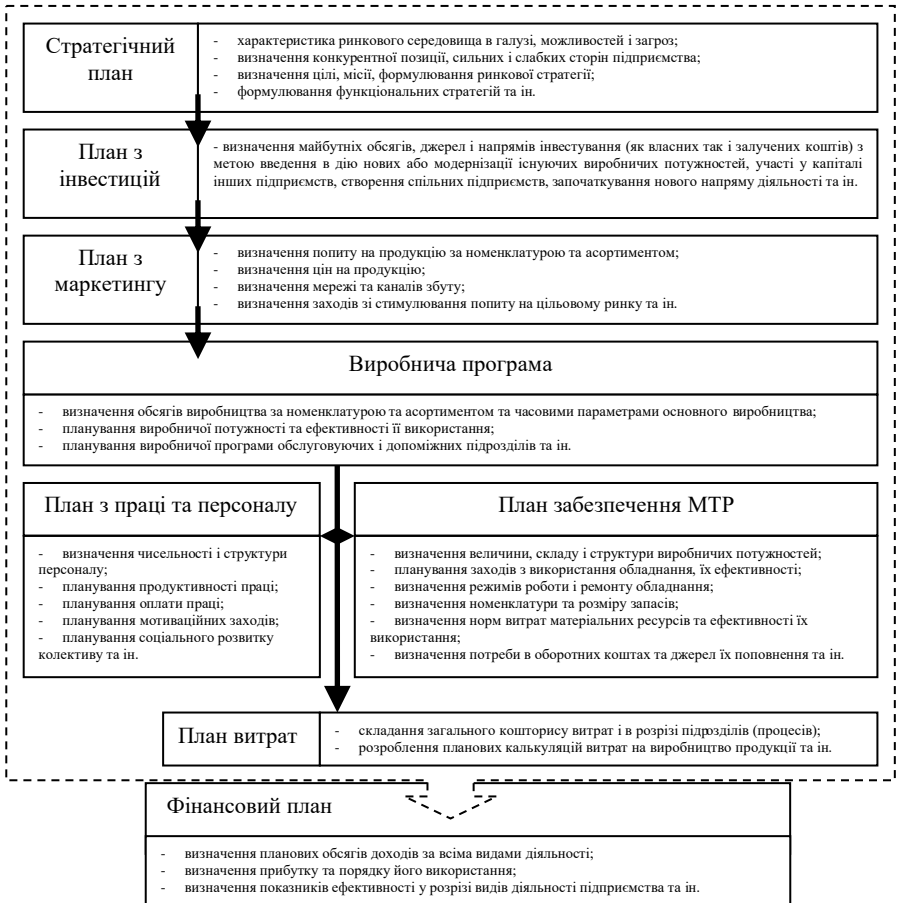 Стратегічний
план
- характеристика ринкового середовища в галузі, можливостей і загроз;
- визначення конкурентної позиції, сильних і слабких сторін підприємства;
- визначення цілі, місії, формулювання ринкової стратегії;
- формулювання функціональних стратегій та ін.
План з
інвестицій
- визначення майбутніх обсягів, джерел і напрямів інвестування (як власних так і залучених коштів) з
метою введення в дію нових або модернізації існуючих виробничих потужностей, участі у капіталі
інших підприємств, створення спільних підприємств, започаткування нового напряму діяльності та ін.
План з
маркетингу
- визначення попиту на продукцію за номенклатурою та асортиментом;
- визначення цін на продукцію;
- визначення мережі та каналів збуту;
- визначення заходів зі стимулювання попиту на цільовому ринку та ін.
Виробнича програма
- визначення обсягів виробництва за номенклатурою та асортиментом та часовими параметрами основного виробництва;
- планування виробничої потужності та ефективності її використання;
- планування виробничої програми обслуговуючих і допоміжних підрозділів та ін.
План з праці та персоналу
- визначення чисельності і структури
персоналу;
- планування продуктивності праці;
- планування оплати праці;
- планування мотиваційних заходів;
- планування соціального розвитку
колективу та ін.
План забезпечення МТР
- визначення величини, складу і структури виробничих потужностей;
- планування заходів з використання обладнання, їх ефективності;
- визначення режимів роботи і ремонту обладнання;
- визначення номенклатури та розміру запасів;
- визначення норм витрат матеріальних ресурсів та ефективності їх
використання;
- визначення потреби в оборотних коштах та джерел їх поповнення та ін.
План витрат
- складання загального кошторису витрат і в розрізі підрозділів (процесів);
- розроблення планових калькуляцій витрат на виробництво продукції та ін.
Фінансовий план
- визначення планових обсягів доходів за всіма видами діяльності;
- визначення прибутку та порядку його використання;
- визначення показників ефективності у розрізі видів діяльності підприємства та ін.